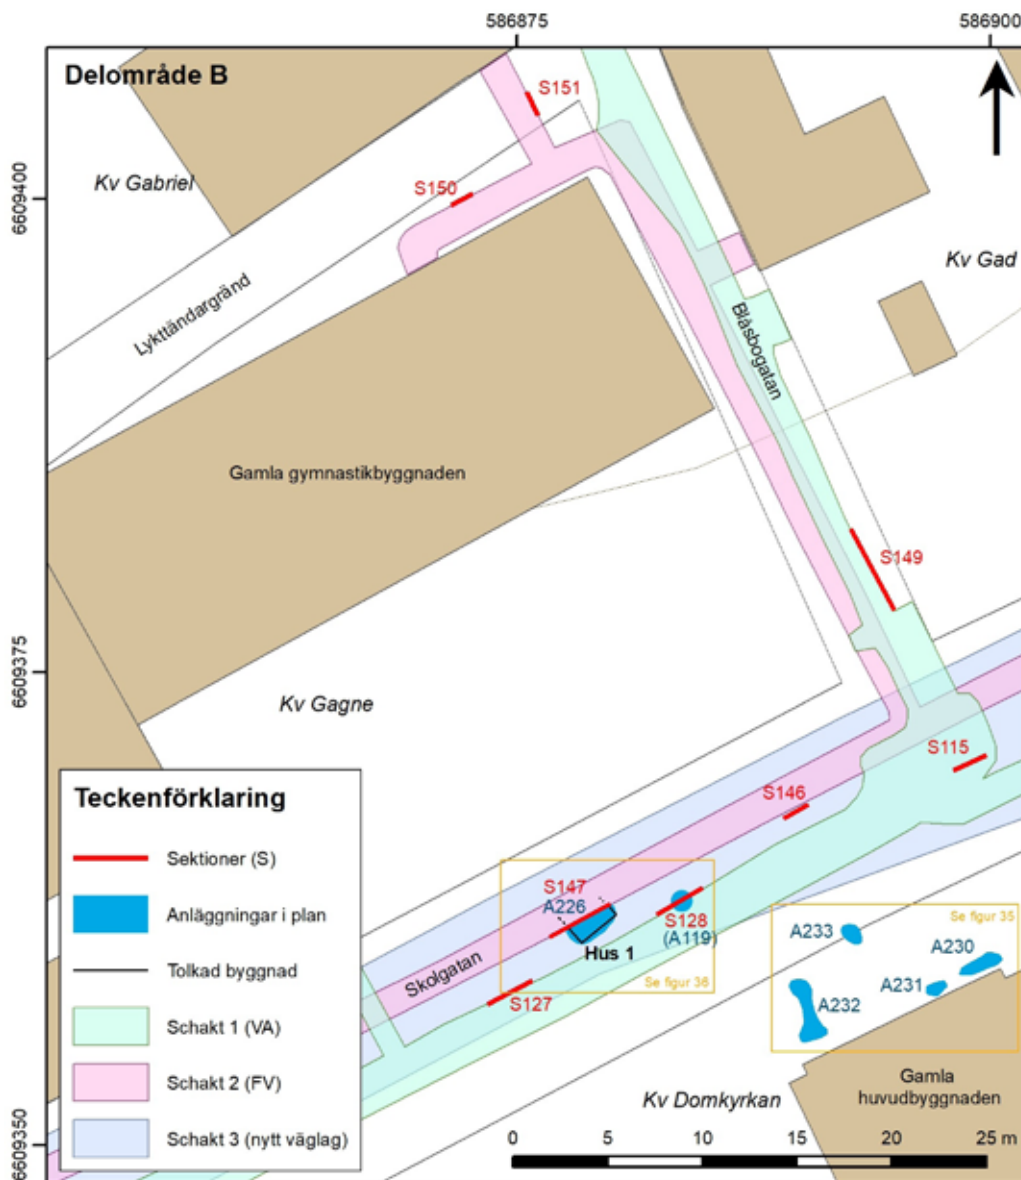 586875
586900
Delområde B
S151
Kv Gabriel
S150
6609400
Kv Gad
Lykttändargränd
Blåsbogatan
Gamla gymnastikbyggnaden
S149
6609375
Kv Gagne
S115
S146
Teckenförklaring
Sektioner (S)
Anläggningar i plan
Tolkad byggnad
Schakt 1 (VA)
Schakt 2 (FV)
Schakt 3 (nytt väglag)
S147
A226
S128
(A119)
Hus 1
Se figur 36
Skolgatan
S127
Se figur 35
A233
A230
A231
A232
Gamla
huvudbyggnaden
Kv Domkyrkan
6609350
0 5 10 15 20 25 m